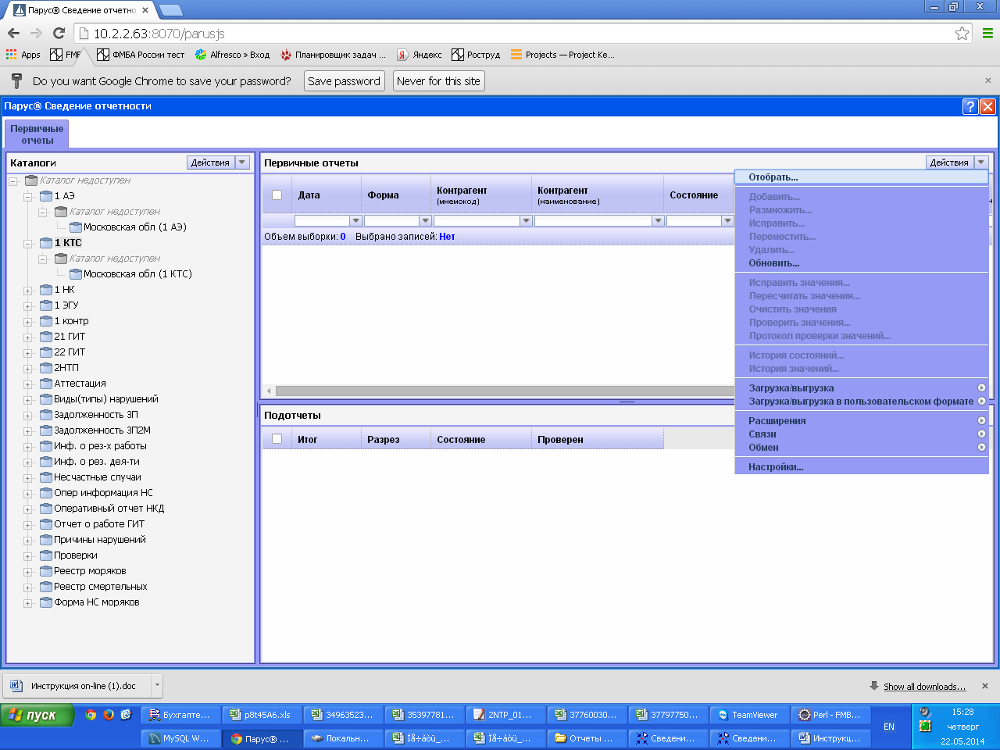 Парус® Сведение отчетно
10.2.2.63:8070/parusjs
Apps
FMB
ФМБА России тест
Alfresco » Вход
Планировщик задач ...
Яндекс
Роструд
Projects — Project Ke...
Do you want Google Chrome to save your password?
Save password
Never for this site
Парус® Сведение отчетности
Первичные
отчеты
Каталоги
Действия
Каталог недоступен
1 АЭ
Каталог недоступен
Московская обл (1 АЭ)
1 КТС
Каталог недоступен
Московская обл (1 КТС)
1 НК
1 ЭГУ
1 контр
21 ГИТ
22 ГИТ
2НТП
Аттестация
Виды(типы) нарушений
Задолженность ЗП
Задолженность ЗП2М
Инф. о рез-х работы
Инф. о рез. дея-ти
Несчастные случаи
Опер информация НС
Оперативный отчет НКД
Отчет о работе ГИТ
Причины нарушений
Проверки
Реестр моряков
Реестр смертельных
Форма НС моряков
Первичные отчеты
Действия
Дата
Форма
Контрагент
(мнемокод)
Контрагент
(наименование)
Состояние
Объем выборки: 0 Выбрано записей: Нет
Отобрать...
Добавить...
Размножить...
Исправить...
Переместить...
Удалить...
Обновить...
Исправить значения...
Пересчитать значения...
Очистить значения
Проверить значения...
Протокол проверки значений...
История состояний...
История значений...
Загрузка/выгрузка
Загрузка/выгрузка в пользовательском формате
Расширения
Связи
Обмен
Настройки...
Подотчеты
Итог
Разрез
Состояние
Проверен
Инструкция on-line (1).doc
Show all downloads...
пуск
Бухгалте...
p8t45A6.xls
34963523...
35397781...
2NTP_01...
37760030...
37797750...
TeamViewer
Perl - FMB...
MySQL W...
Парус® ...
Локальн...
Ïå÷àòü_...
Ïå÷àòü_...
Отчеты ...
Сведени...
Сведени...
Инструкц...
EN
15:28
четверг
22.05.2014